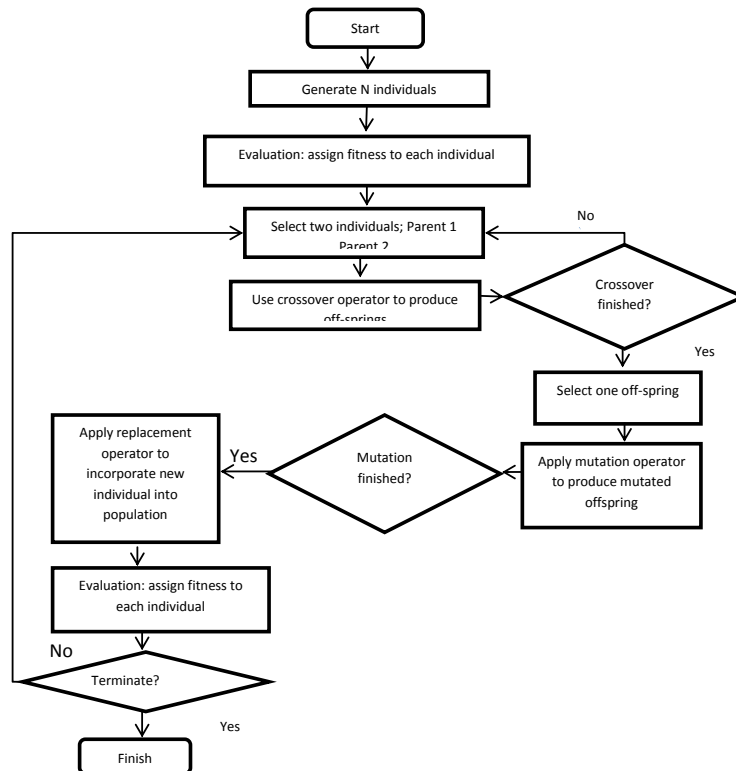 Start
Generate N individuals
Evaluation: assign fitness to each individual
Select two individuals; Parent 1
Parent 2
No
Use crossover operator to produce
off-springs
Crossover
finished?
Yes
Select one off-spring
Apply mutation operator
to produce mutated
offspring
Mutation
finished?
Yes
Apply replacement
operator to
incorporate new
individual into
population
Evaluation: assign fitness to
each individual
No
Terminate?
Yes
Finish